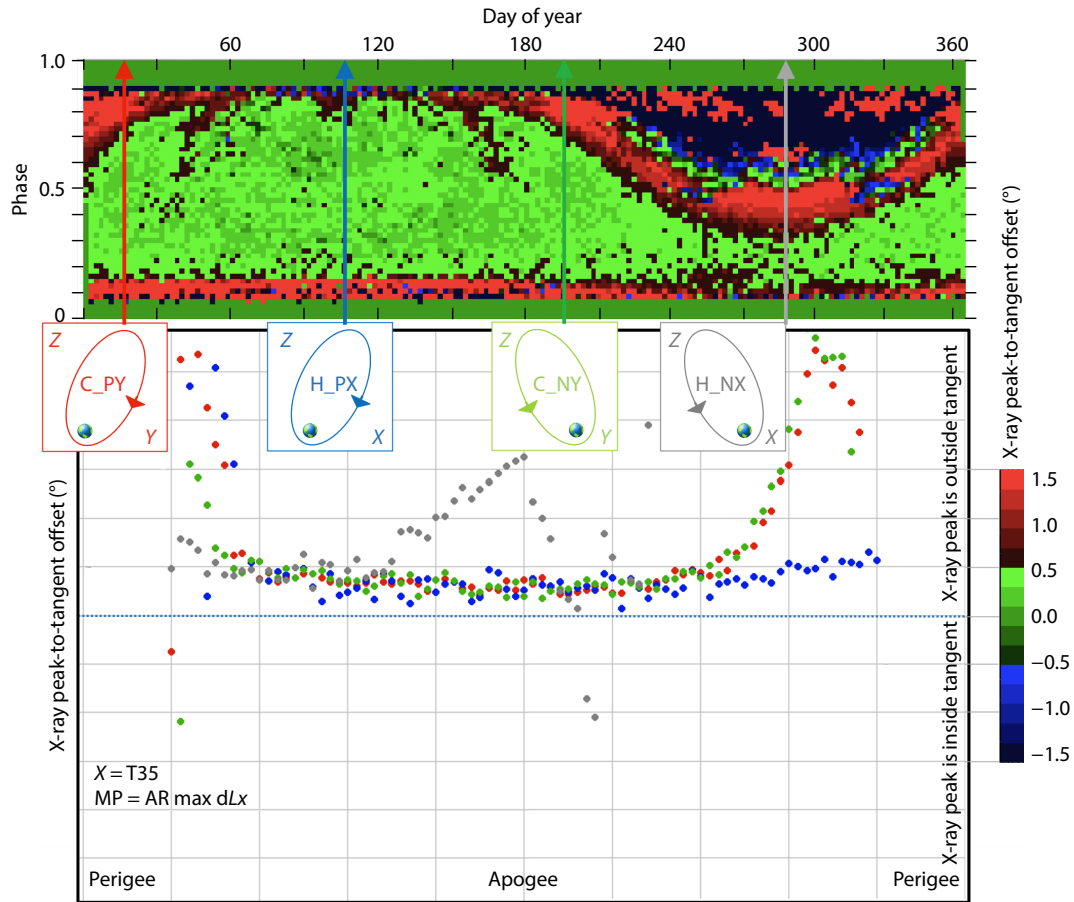 Day of year
60 120 180 240 300 360
1.0
0.5
0
Phase
Z
C_PY
Y
Z
H_PX
X
Z
C_NY
Y
Z
H_NX
X
X-ray peak-to-tangent offset (°)
X-ray peak is outside tangent
X-ray peak is inside tangent
X = T35
MP = AR max dLx
Perigee Apogee Perigee
X-ray peak-to-tangent offset (°)
1.5
1.0
0.5
0.0
−0.5
−1.0
−1.5